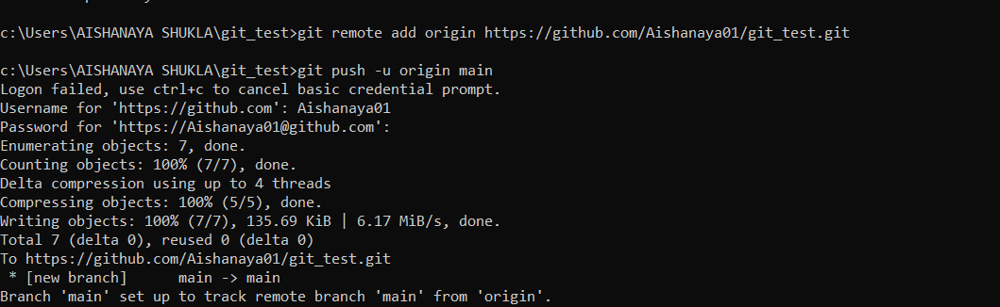 c:\Users\AISHANAYA SHUKLA\git_test>git remote add origin https://github.com/Aishanaya01/git_test.git
c:\Users\AISHANAYA SHUKLA\git_test>git push -u origin main
Logon failed, use ctrl+c to cancel basic credential prompt.
Username for 'https://github.com': Aishanaya01
Password for 'https://Aishanaya01@github.com':
Enumerating objects: 7, done.
Counting objects: 100% (7/7), done.
Delta compression using up to 4 threads
Compressing objects: 100% (5/5), done.
Writing objects: 100% (7/7), 135.69 KiB | 6.17 MiB/s, done.
Total 7 (delta 0), reused 0 (delta 0)
To https://github.com/Aishanaya01/git_test.git
 * [new branch]      main -> main
Branch 'main' set up to track remote branch 'main' from 'origin'.